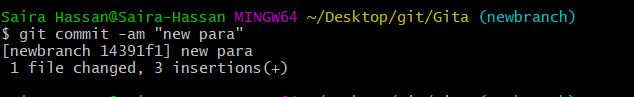 Saira Hassan@Saira-Hassan MINGW64 ~/Desktop/git/Gita (newbranch)
$ git commit -am "new para"
[newbranch 14391f1] new para
 1 file changed, 3 insertions(+)